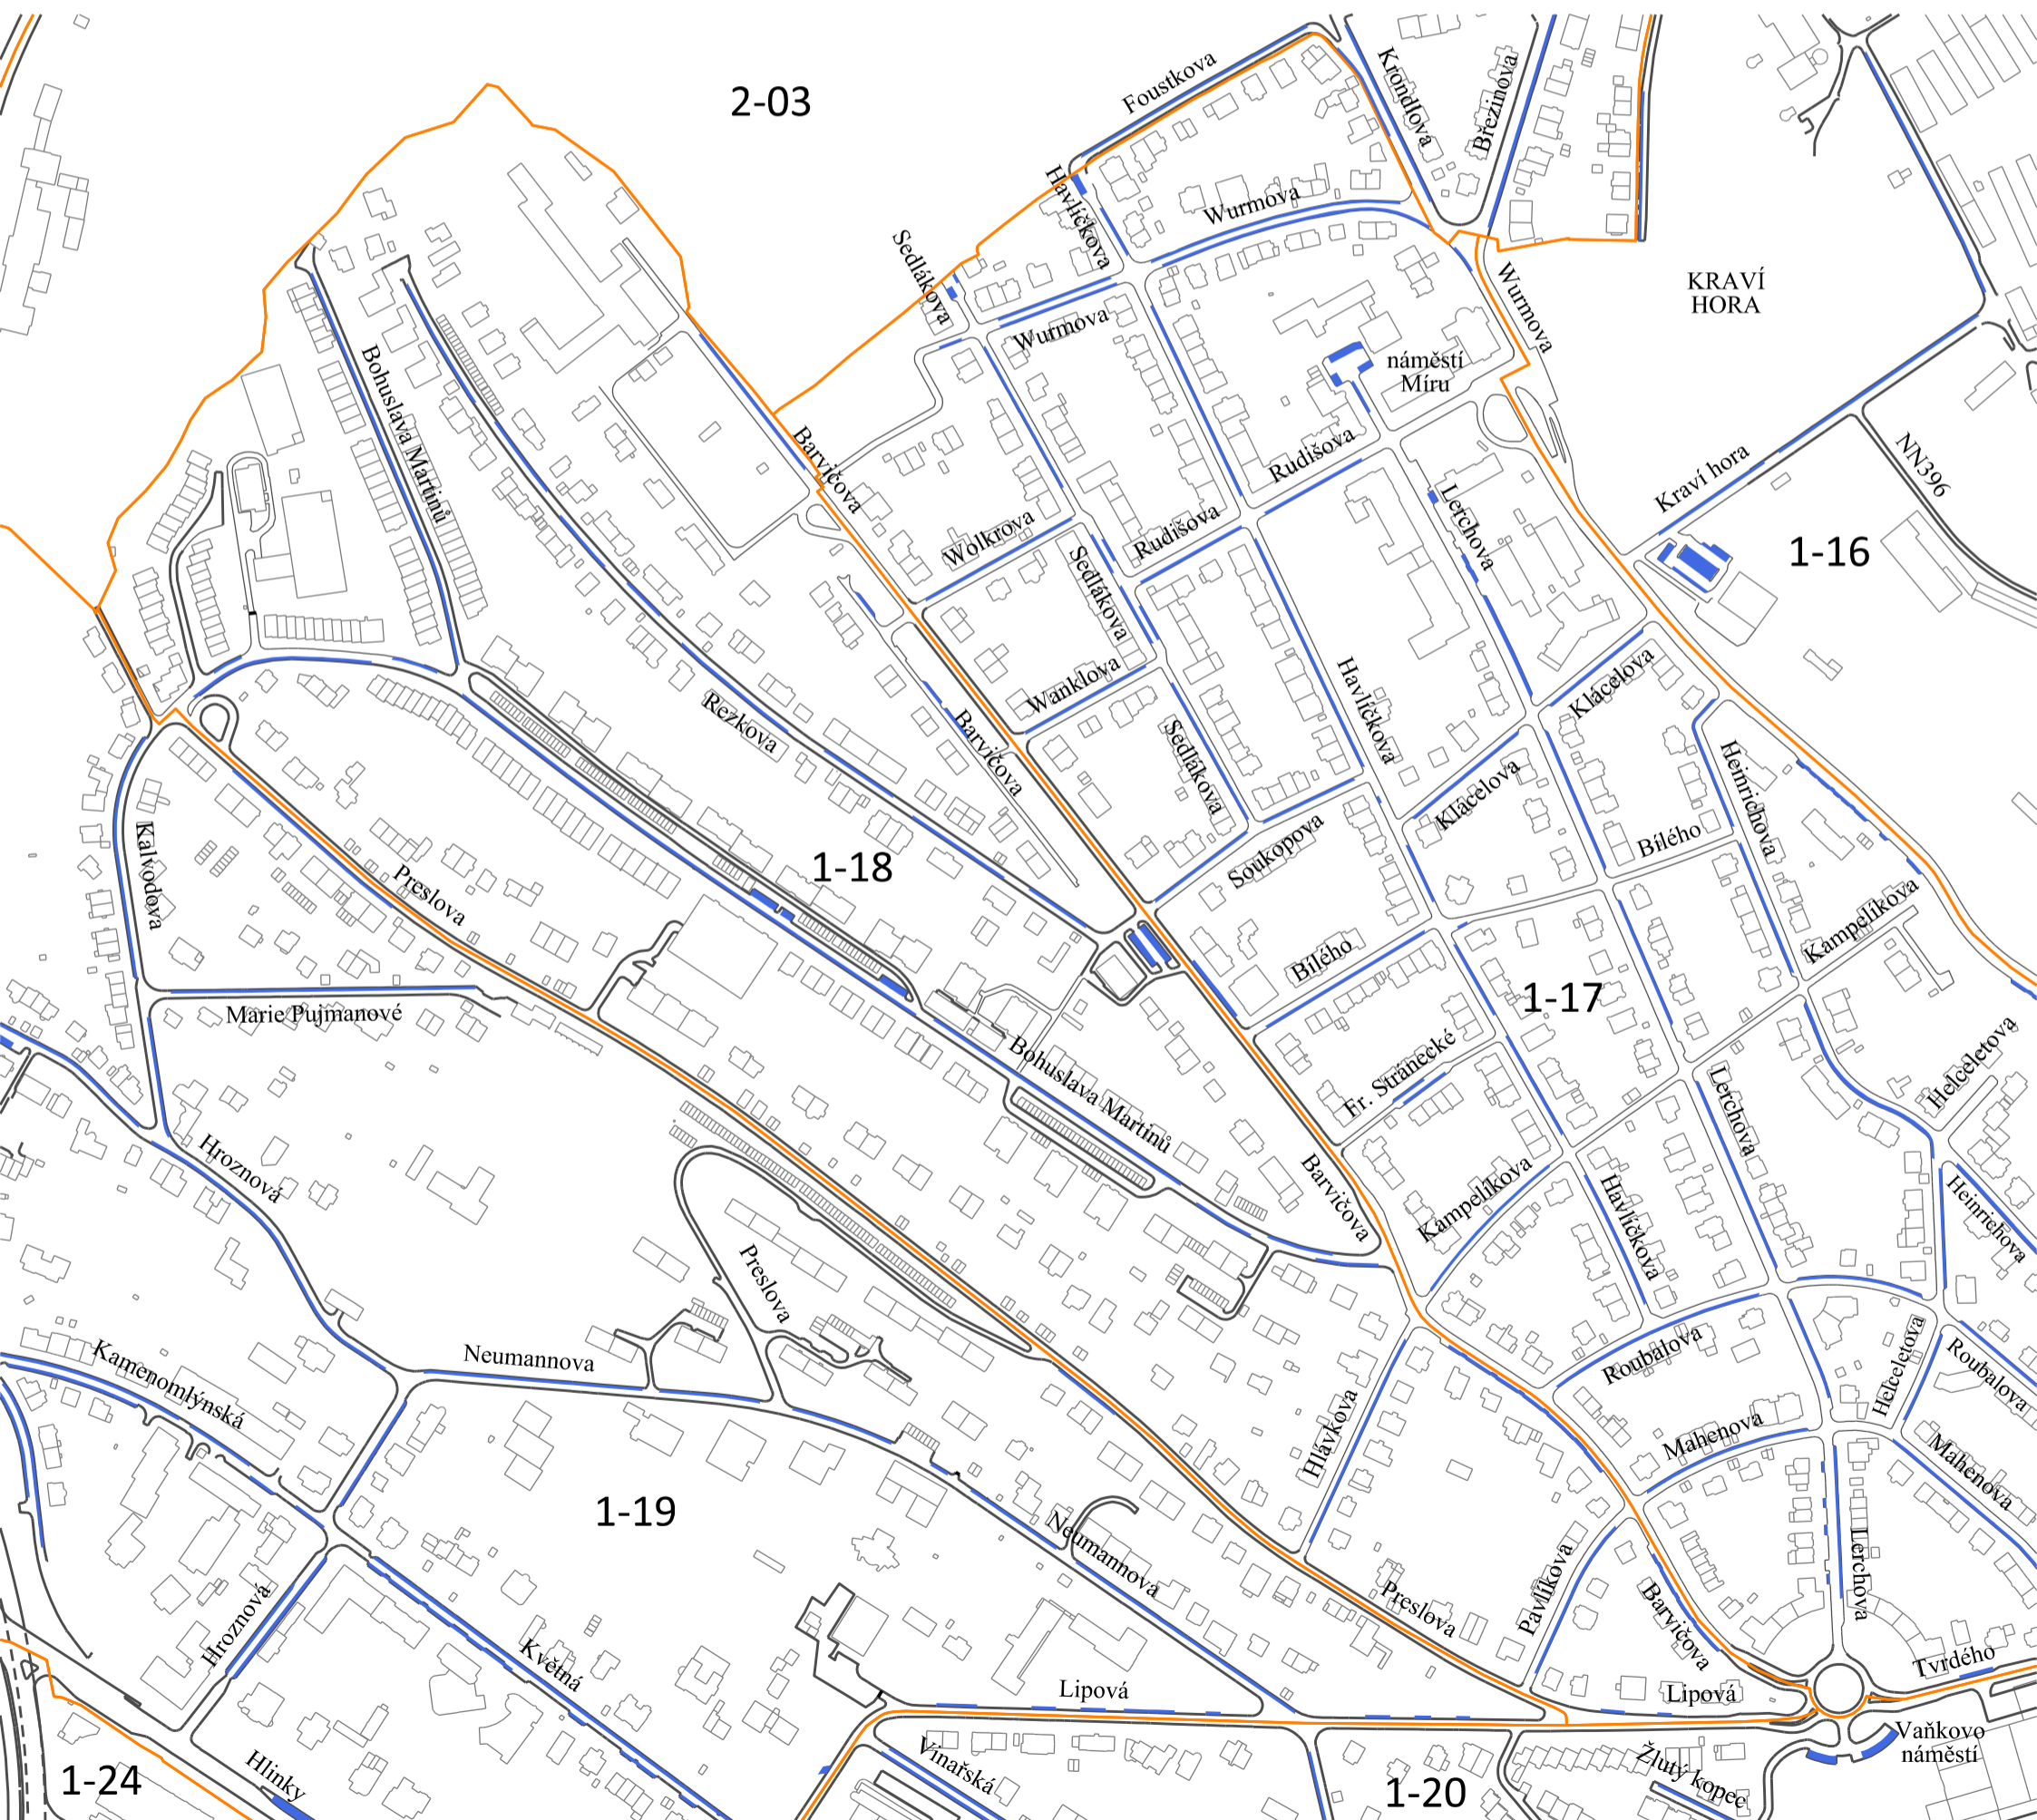 2-03
Foustkova
Krondlova
Březinova
Havlíčkova
Wurmova
Sedlákova
Wurmova
Wurmova
KRAVÍ
HORA
náměstí
Míru
Bohuslava Martinů
Barvičova
Rudišova
Kraví hora
NN396
Lerchova
Wolkrova
Rudišova
Sedlákova
1-16
Wanklova
Klácelova
Havlíčkova
Rezkova
Barvičova
Sedlákova
Heinrichova
Klácelova
Kalvodova
Preslova
1-18
Soukopova
Bílého
Kampelíkova
Bílého
1-17
Marie Pujmanové
Bohuslava Martinů
Fr. Stránecké
Helceletova
Lerchova
Hroznová
Barvičova
Kampelíkova
Havlíčkova
Heinrichova
Preslova
Neumannova
Kamenomlýnská
Roubalova
Helceletova
Roubalova
Hlávkova
Mahenova
Mahenova
1-19
Neumannova
Lerchova
Preslova
Pavlíkova
Barvičova
Hroznová
Květná
Lipová
Lipová
Tvrdého
Vaňkovo
náměstí
Vinařská
Žlutý kopec
Hlinky
1-24
1-20